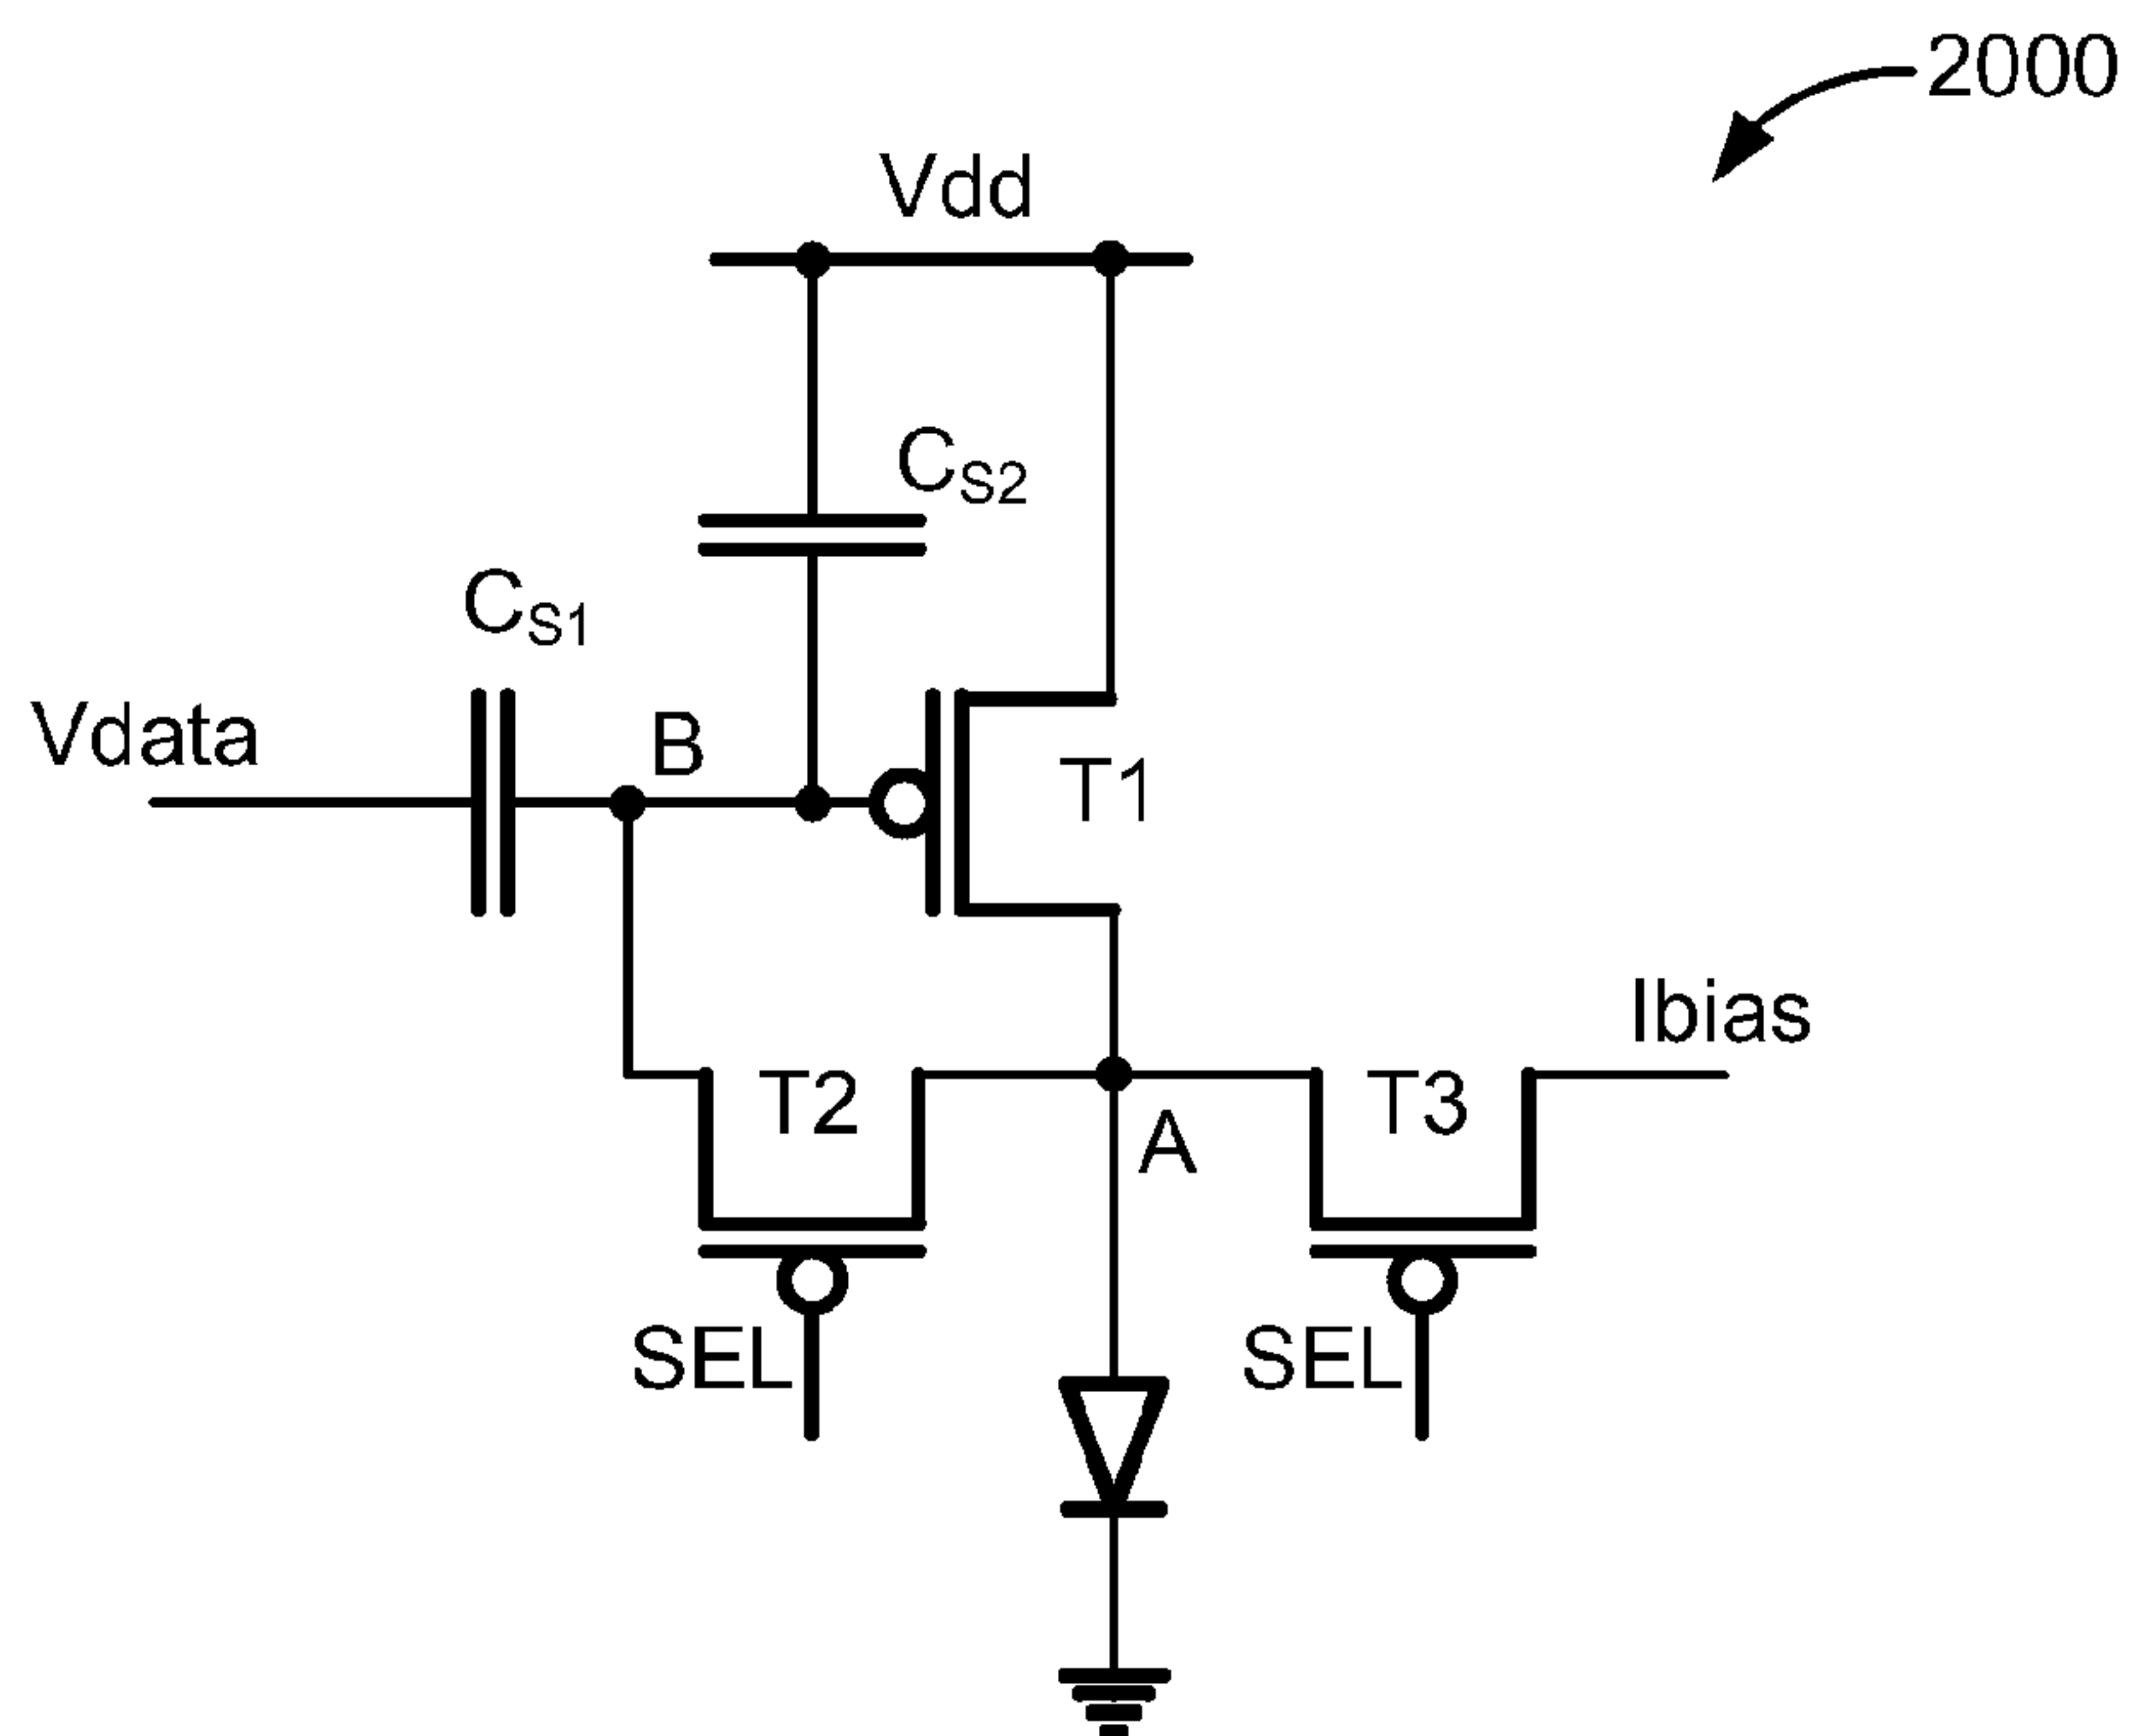 2000
Vdd
CS2
CS1
Vdata
B
T1
Ibias
T2
T3
A
SEL
SEL